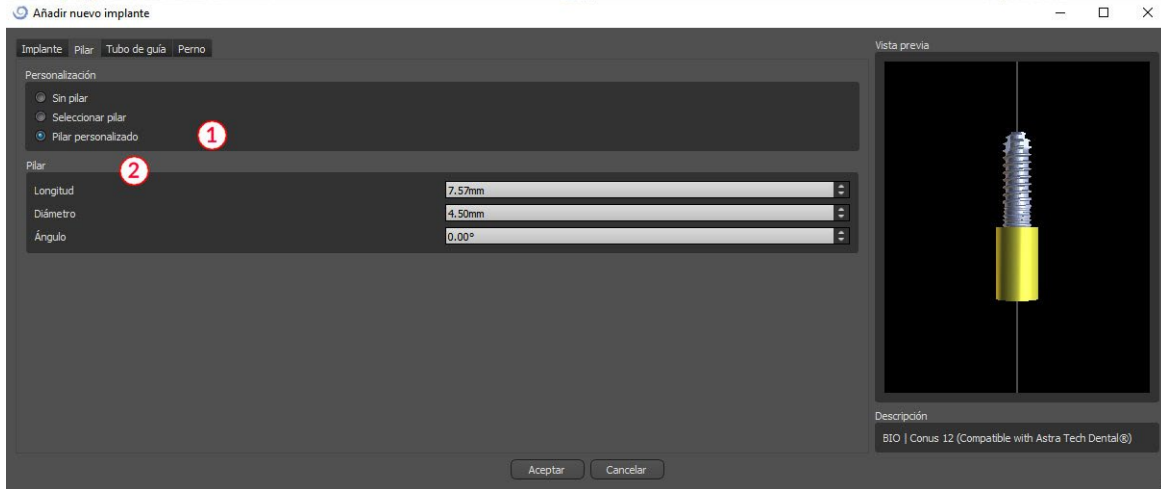 Añadir nuevo implante
Implante Pilar Tubo de guía Perno
Personalización
Sin pilar
Seleccionar pilar
Pilar personalizado
1
Pilar
2
Longitud 7.57mm
Diámetro 4.50mm
Ángulo 0.00°
Vista previa
Descripción
BIO | Conus 12 (Compatible with Astra Tech Dental®)
Aceptar Cancelar